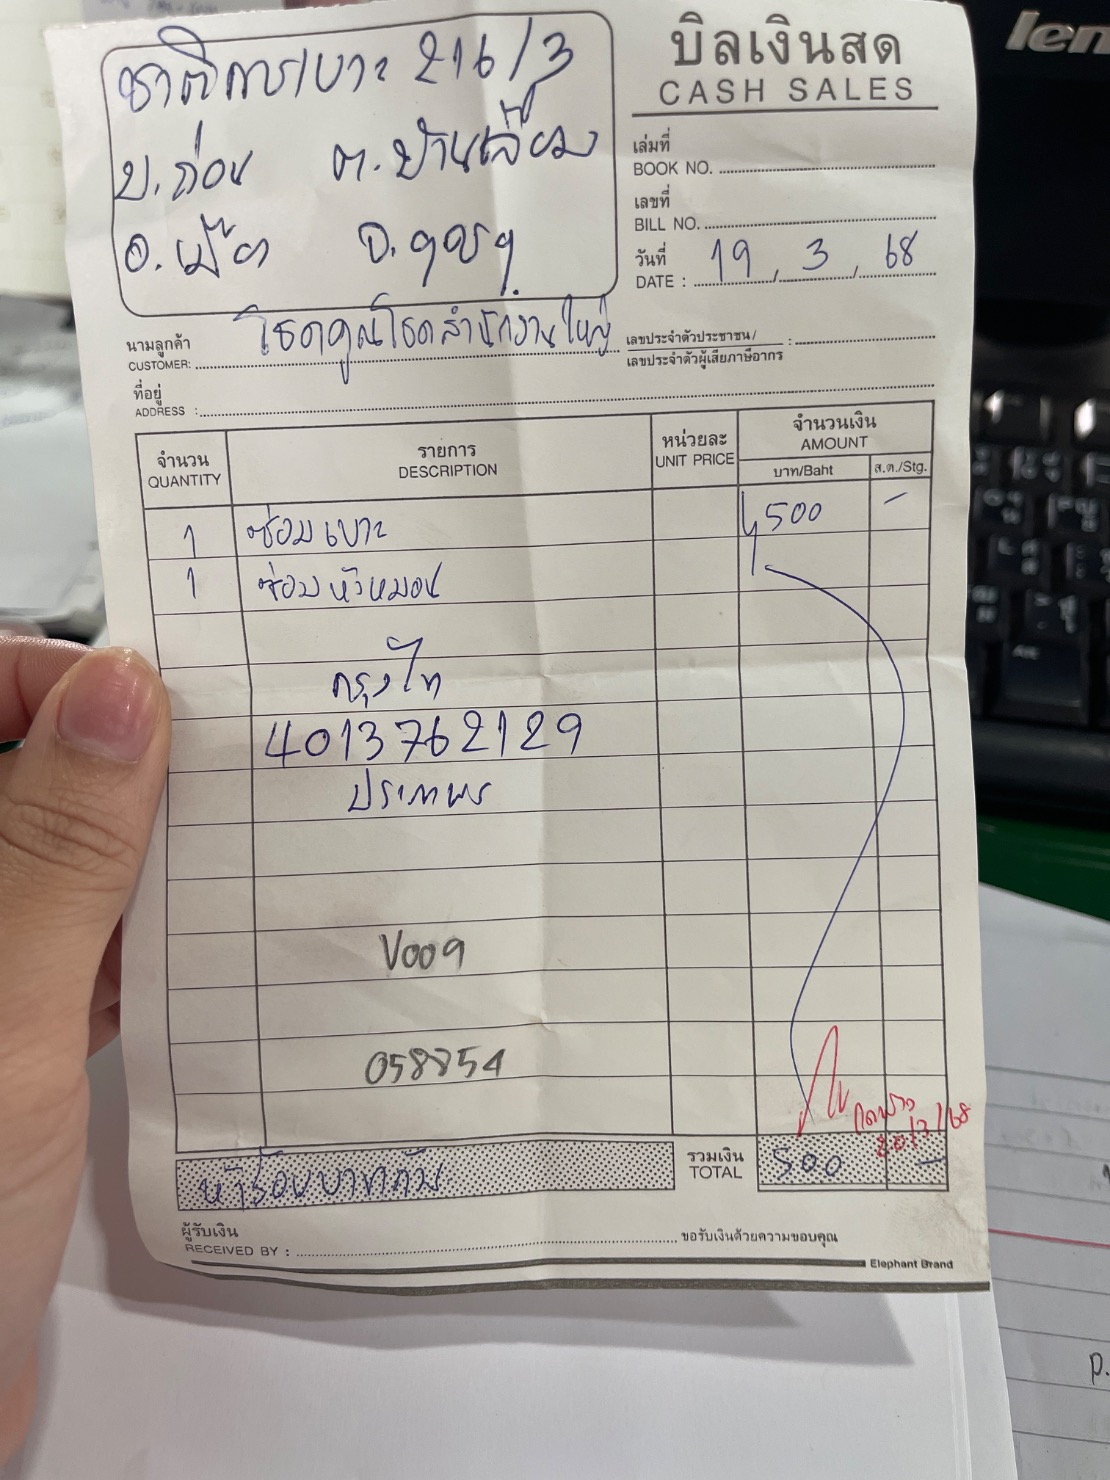 ชาติการเบาะ 216/3
บ.ถ่อน ต.บ้านเลื่อม
อ.เมือง จ.อุดรฯ
บิลเงินสด
CASH SALES
เล่มที่
BOOK NO.
เลขที่
BILL NO.
วันที่ 19 / 3 / 68
DATE :
นามลูกค้า โชคคูณโชคสำนักงานใหญ่
CUSTOMER:
เลขประจำตัวประชาชน/ :
เลขประจำตัวผู้เสียภาษีอากร
ที่อยู่
ADDRESS :
จำนวน รายการ หน่วยละ จำนวนเงิน
QUANTITY DESCRIPTION UNIT PRICE AMOUNT
บาท/Baht ส.ต./Stg.
1 ซ่อมเบาะ 500 -
1 ซ่อมหัวหมอน
กรุงไท
4013762129
ประภาพร
V009
058854
20/3/68
ห้าร้อยบาทถ้วน รวมเงิน 500 -
TOTAL
ผู้รับเงิน
RECEIVED BY : ขอรับเงินด้วยความขอบคุณ
Elephant Brand
len